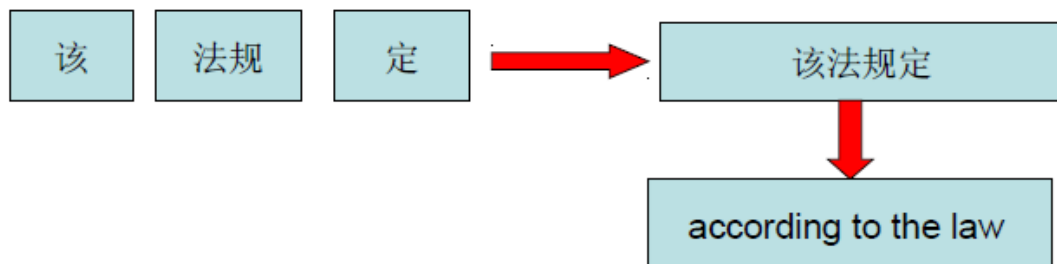 该 法规 定 该法规定
according to the law